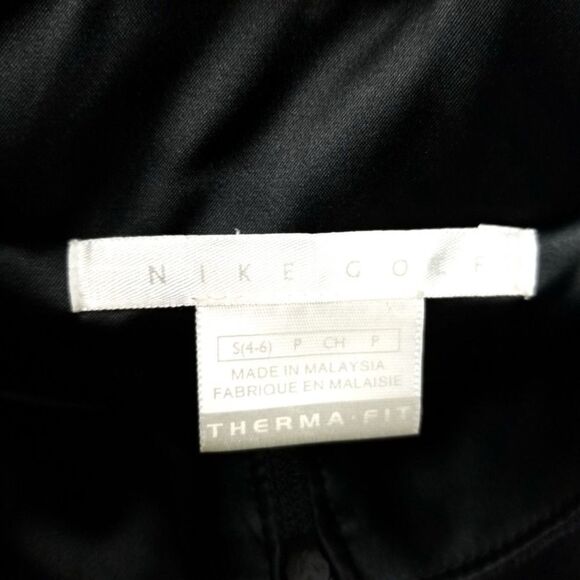 NIKE GOLF
S(4-6) P CH P
MADE IN MALAYSIA
FABRIQUE EN MALAISIE
THERMA·FIT